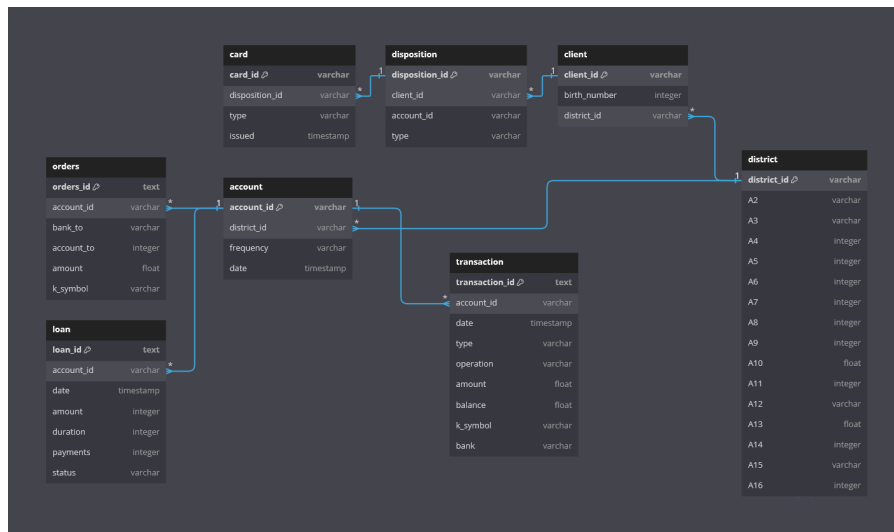 card
card_id varchar
disposition_id varchar *
type varchar
issued timestamp
disposition
1 disposition_id varchar
client_id varchar *
account_id varchar
type varchar
client
1 client_id varchar
birth_number integer
district_id varchar *
orders
orders_id text
account_id varchar *
bank_to varchar
account_to integer
amount float
k_symbol varchar
account
1 account_id varchar 1
district_id varchar *
frequency varchar
date timestamp
loan
loan_id text
account_id varchar *
date timestamp
amount integer
duration integer
payments integer
status varchar
transaction
transaction_id text
* account_id varchar
date timestamp
type varchar
operation varchar
amount float
balance float
k_symbol varchar
bank varchar
district
1 district_id varchar
A2 varchar
A3 varchar
A4 integer
A5 integer
A6 integer
A7 integer
A8 integer
A9 integer
A10 float
A11 integer
A12 varchar
A13 float
A14 integer
A15 varchar
A16 integer